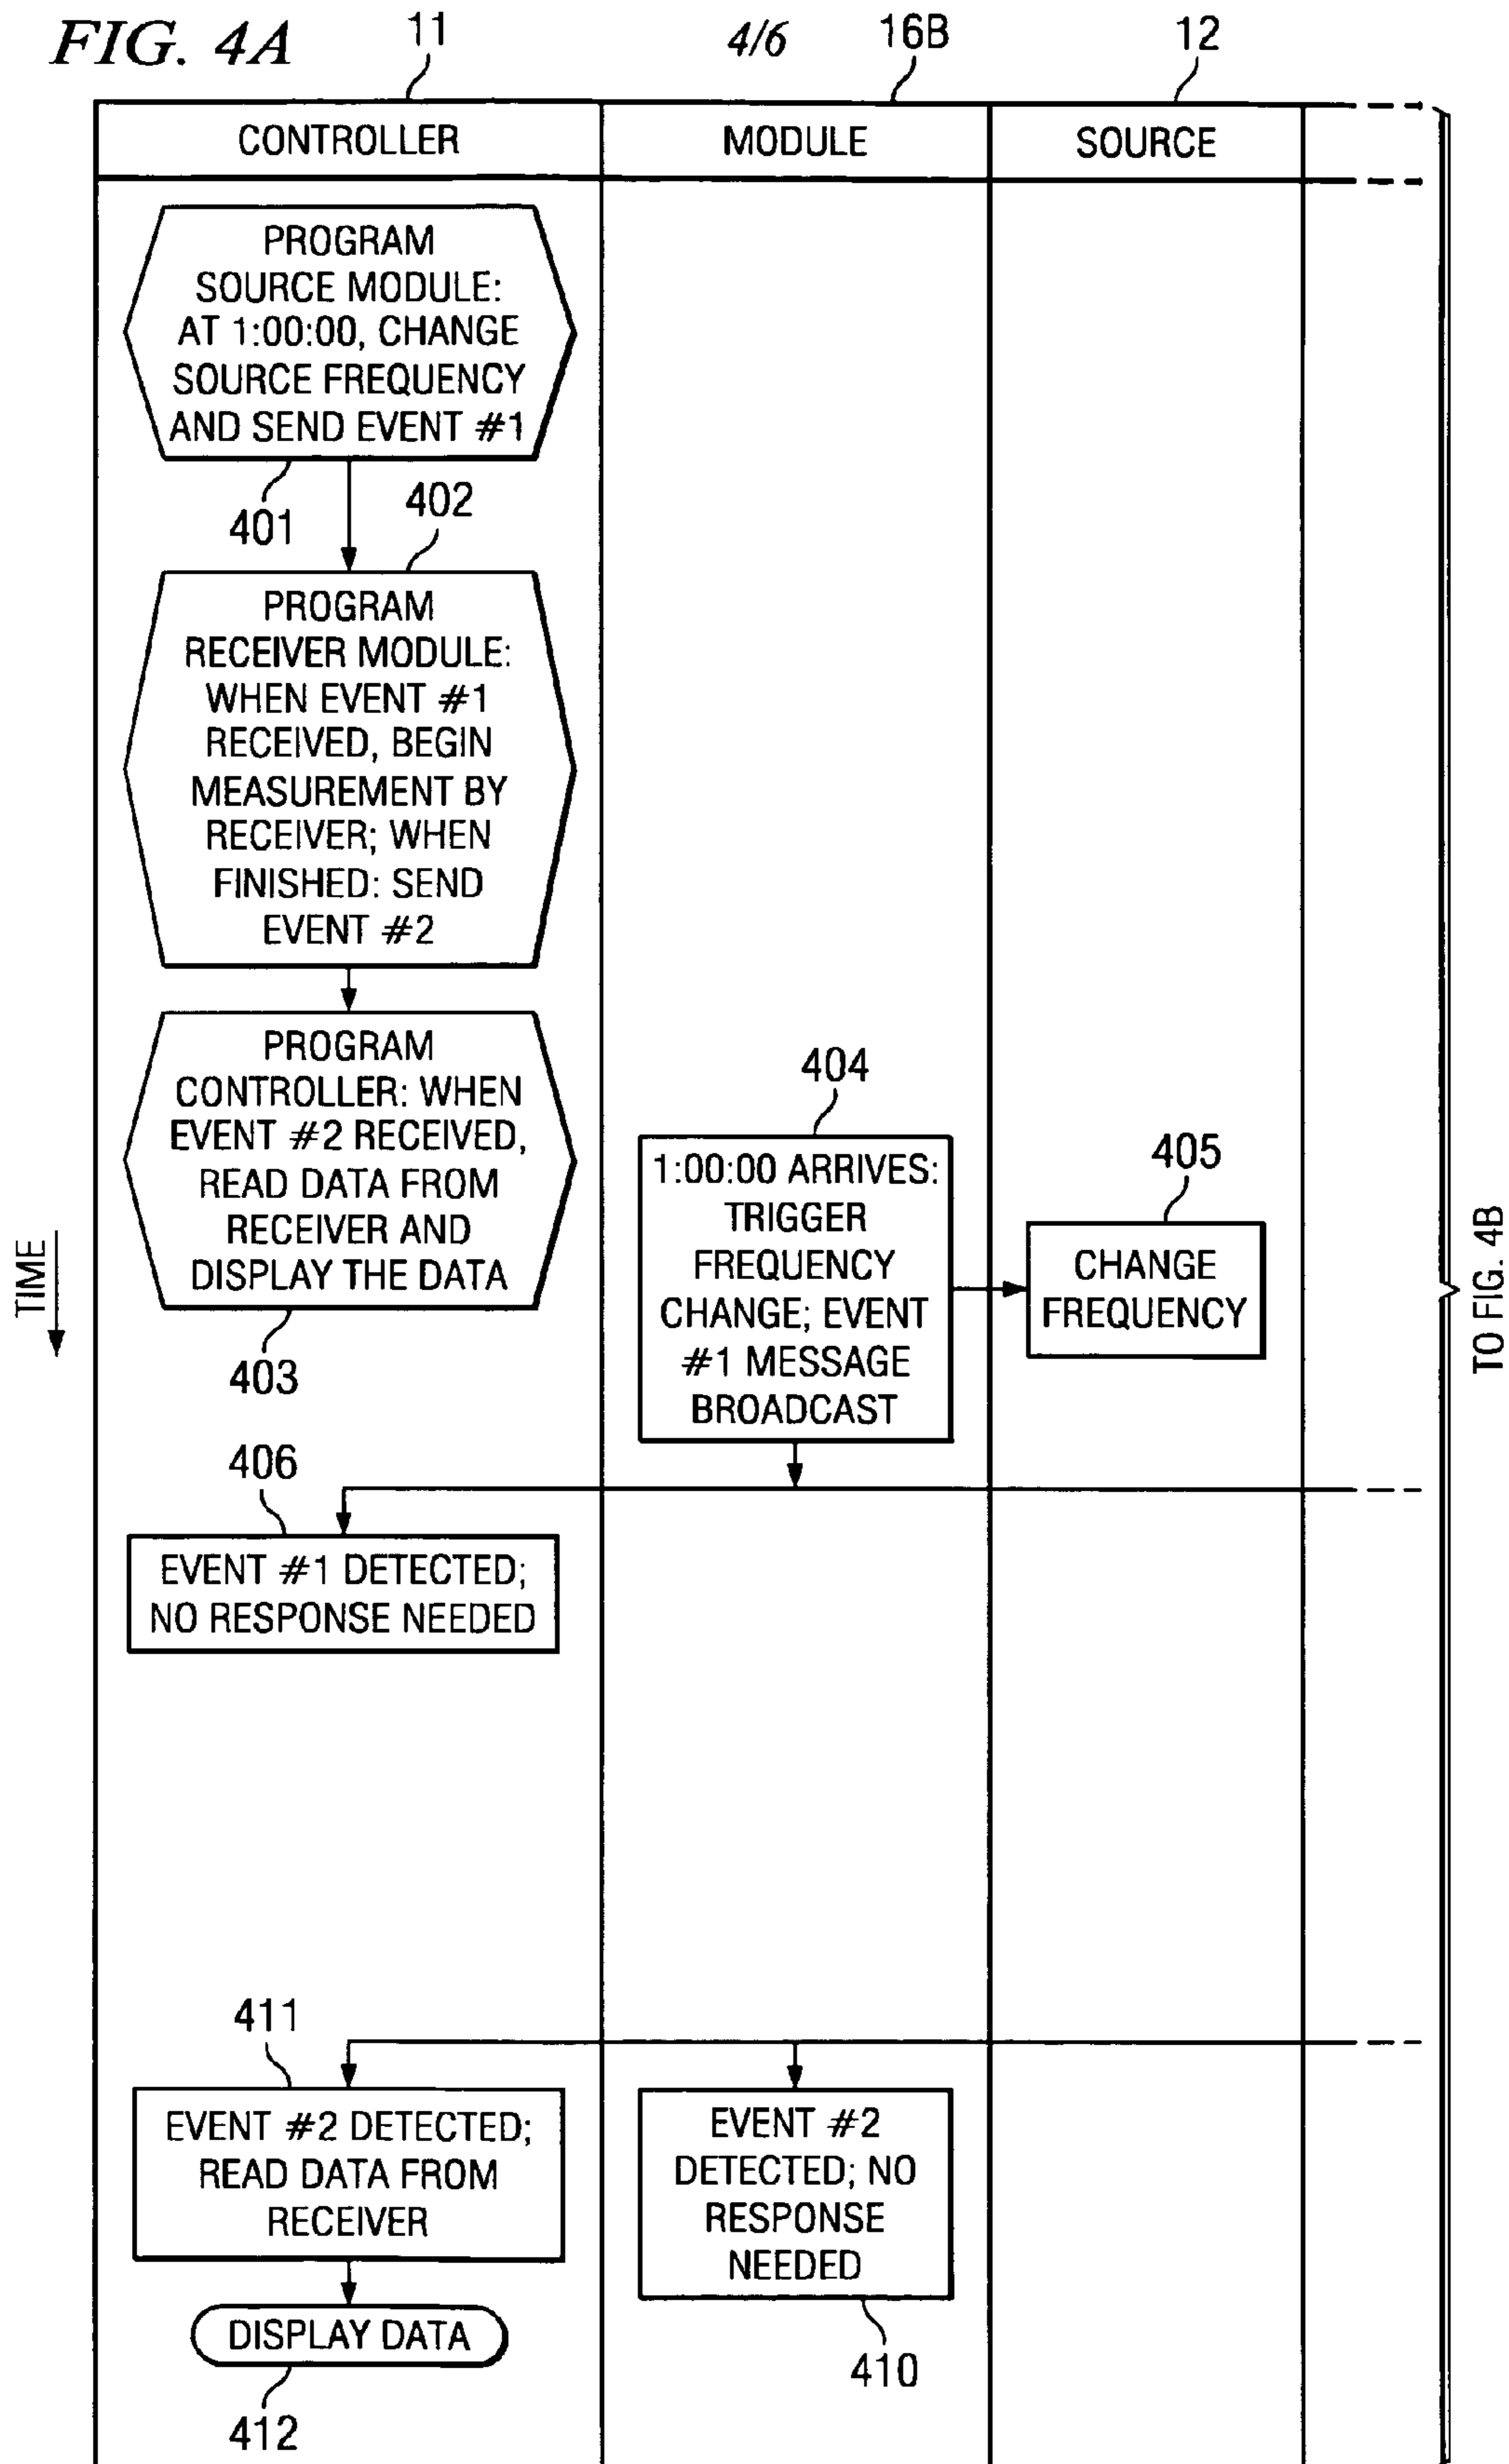 FIG. 4A
4/6
11
16B
12
CONTROLLER
MODULE
SOURCE
PROGRAM
SOURCE MODULE:
AT 1:00:00, CHANGE
SOURCE FREQUENCY
AND SEND EVENT #1
401
402
PROGRAM
RECEIVER MODULE:
WHEN EVENT #1
RECEIVED, BEGIN
MEASUREMENT BY
RECEIVER; WHEN
FINISHED: SEND
EVENT #2
PROGRAM
CONTROLLER: WHEN
EVENT #2 RECEIVED,
READ DATA FROM
RECEIVER AND
DISPLAY THE DATA
403
TIME
404
1:00:00 ARRIVES:
TRIGGER
FREQUENCY
CHANGE; EVENT
#1 MESSAGE
BROADCAST
405
CHANGE
FREQUENCY
TO FIG. 4B
406
EVENT #1 DETECTED;
NO RESPONSE NEEDED
411
EVENT #2 DETECTED;
READ DATA FROM
RECEIVER
EVENT #2
DETECTED; NO
RESPONSE
NEEDED
410
DISPLAY DATA
412